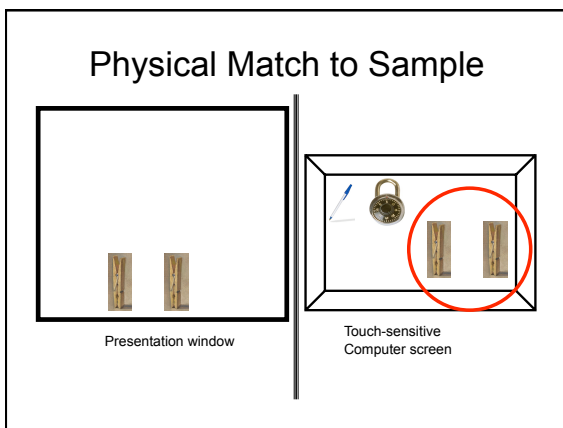 Physical Match to Sample
Presentation window
Touch-sensitive
Computer screen